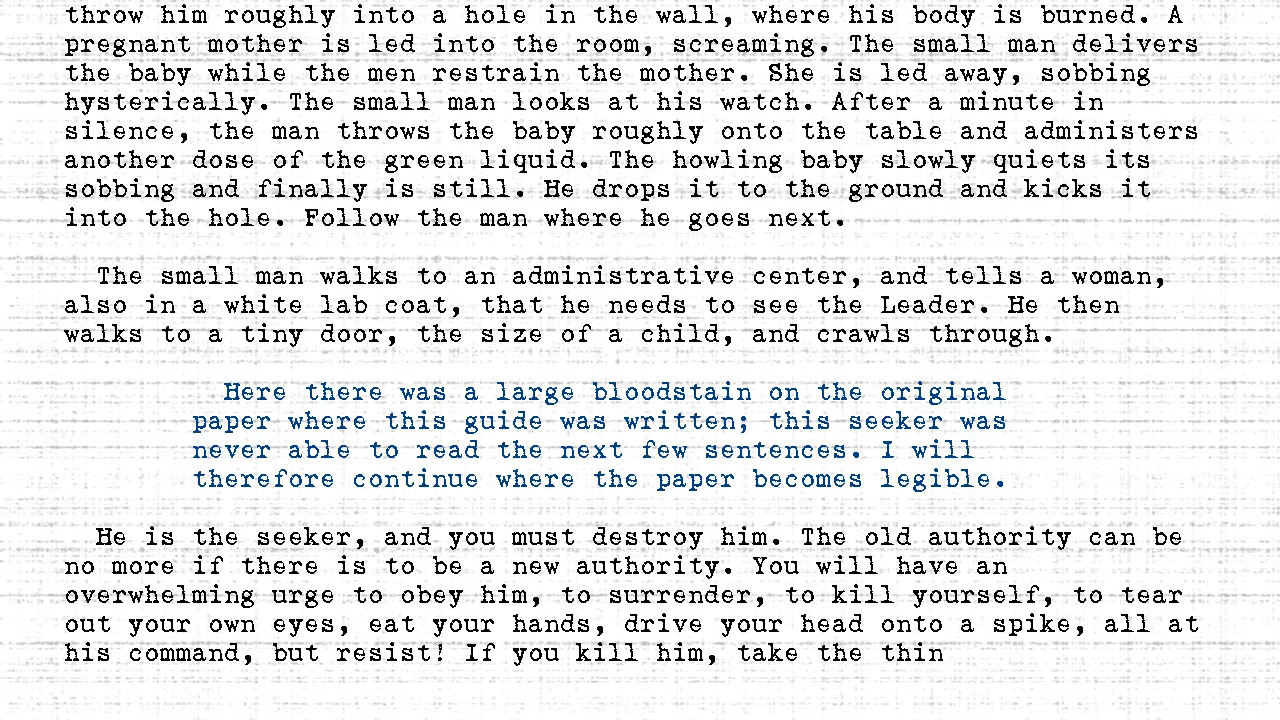 throw him roughly into a hole in the wall, where his body is burned. A
pregnant mother is led into the room, screaming. The small man delivers
the baby while the men restrain the mother. She is led away, sobbing
hysterically. The small man looks at his watch. After a minute in
silence, the man throws the baby roughly onto the table and administers
another dose of the green liquid. The howling baby slowly quiets its
sobbing and finally is still. He drops it to the ground and kicks it
into the hole. Follow the man where he goes next.
The small man walks to an administrative center, and tells a woman,
also in a white lab coat, that he needs to see the Leader. He then
walks to a tiny door, the size of a child, and crawls through.
Here there was a large bloodstain on the original
paper where this guide was written; this seeker was
never able to read the next few sentences. I will
therefore continue where the paper becomes legible.
He is the seeker, and you must destroy him. The old authority can be
no more if there is to be a new authority. You will have an
overwhelming urge to obey him, to surrender, to kill yourself, to tear
out your own eyes, eat your hands, drive your head onto a spike, all at
his command, but resist! If you kill him, take the thin